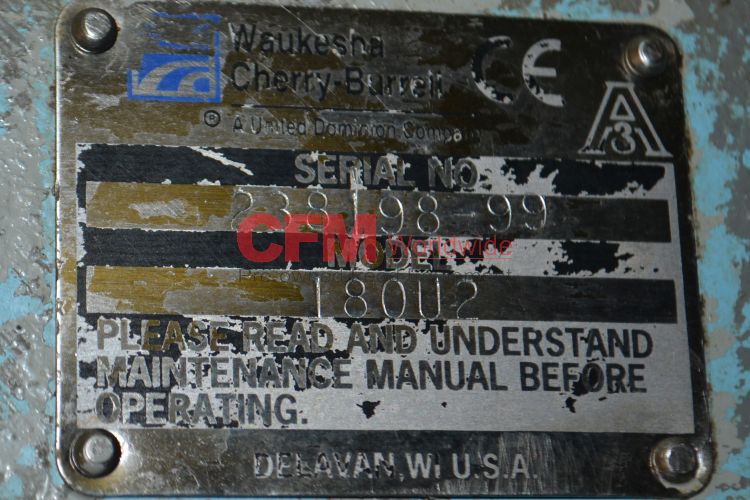 Waukesha
Cherry-Burrell
CE
® A United Dominion Company
3 A
SERIAL NO.
238198 99
CFM Worldwide
MODEL
180U2
PLEASE READ AND UNDERSTAND
MAINTENANCE MANUAL BEFORE
OPERATING.
DELAVAN, WI U.S.A.